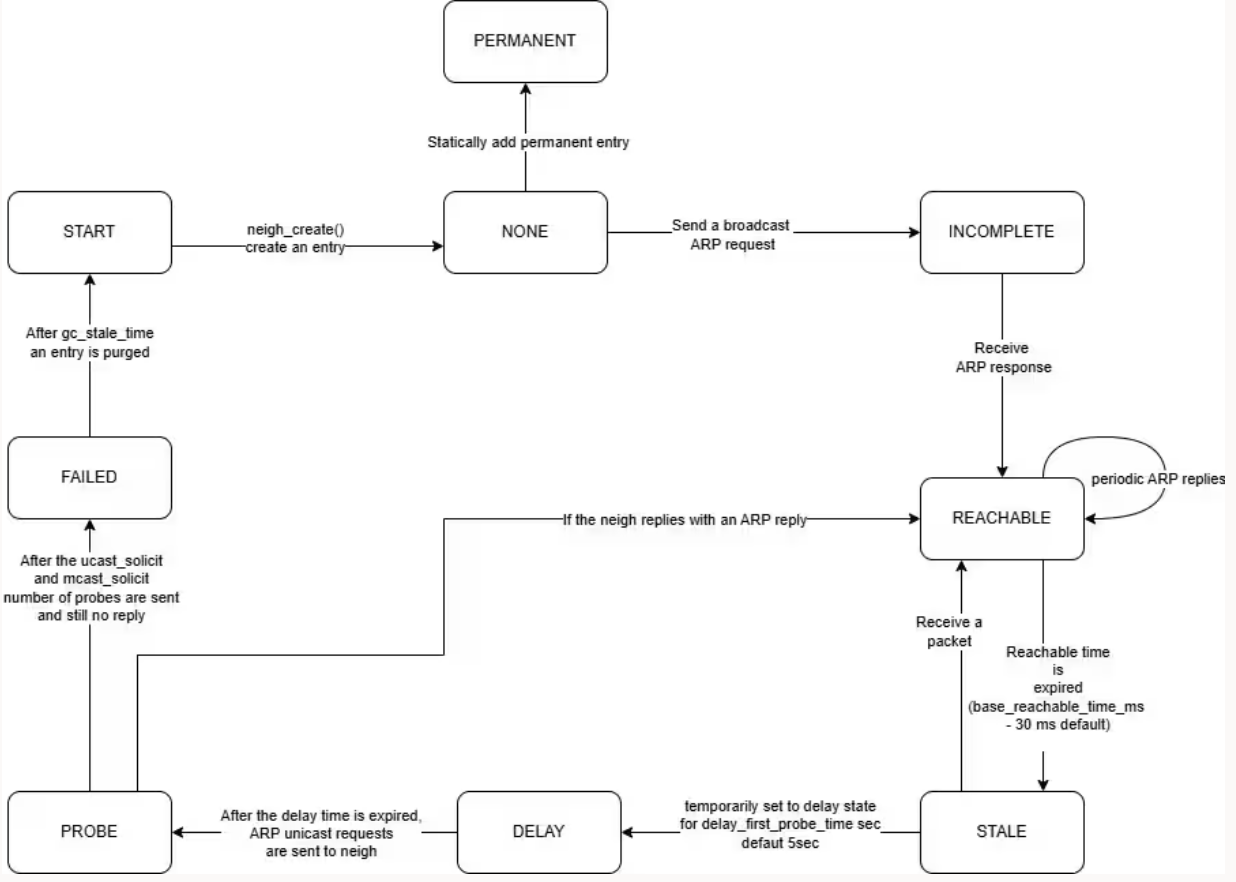 PERMANENT
Statically add permanent entry
START
neigh_create()
create an entry
NONE
Send a broadcast
ARP request
INCOMPLETE
After gc_stale_time
an entry is purged
Receive
ARP response
FAILED
periodic ARP replies
REACHABLE
If the neigh replies with an ARP reply
After the ucast_solicit
and mcast_solicit
number of probes are sent
and still no reply
Receive a
packet
Reachable time
is
expired
(base_reachable_time_ms
- 30 ms default)
PROBE
After the delay time is expired,
ARP unicast requests
are sent to neigh
DELAY
temporarily set to delay state
for delay_first_probe_time sec
defaut 5sec
STALE